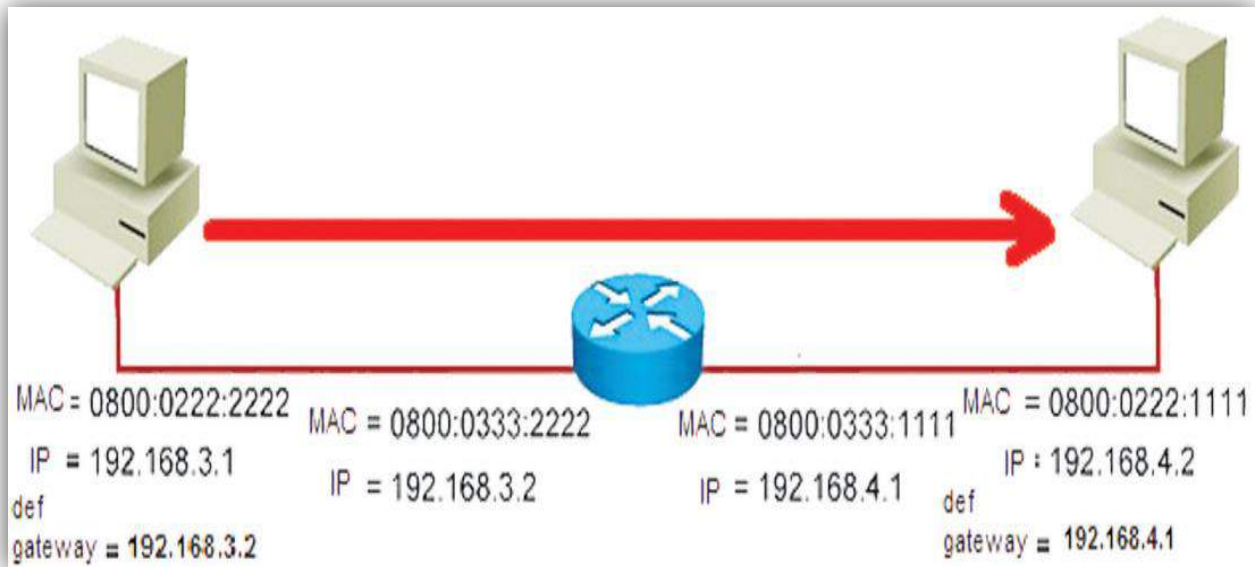 MAC = 0800:0222:2222
IP = 192.168.3.1
def
gateway = 192.168.3.2
MAC = 0800:0333:2222
IP = 192.168.3.2
MAC = 0800:0333:1111
IP = 192.168.4.1
MAC = 0800:0222:1111
IP : 192.168.4.2
def
gateway = 192.168.4.1